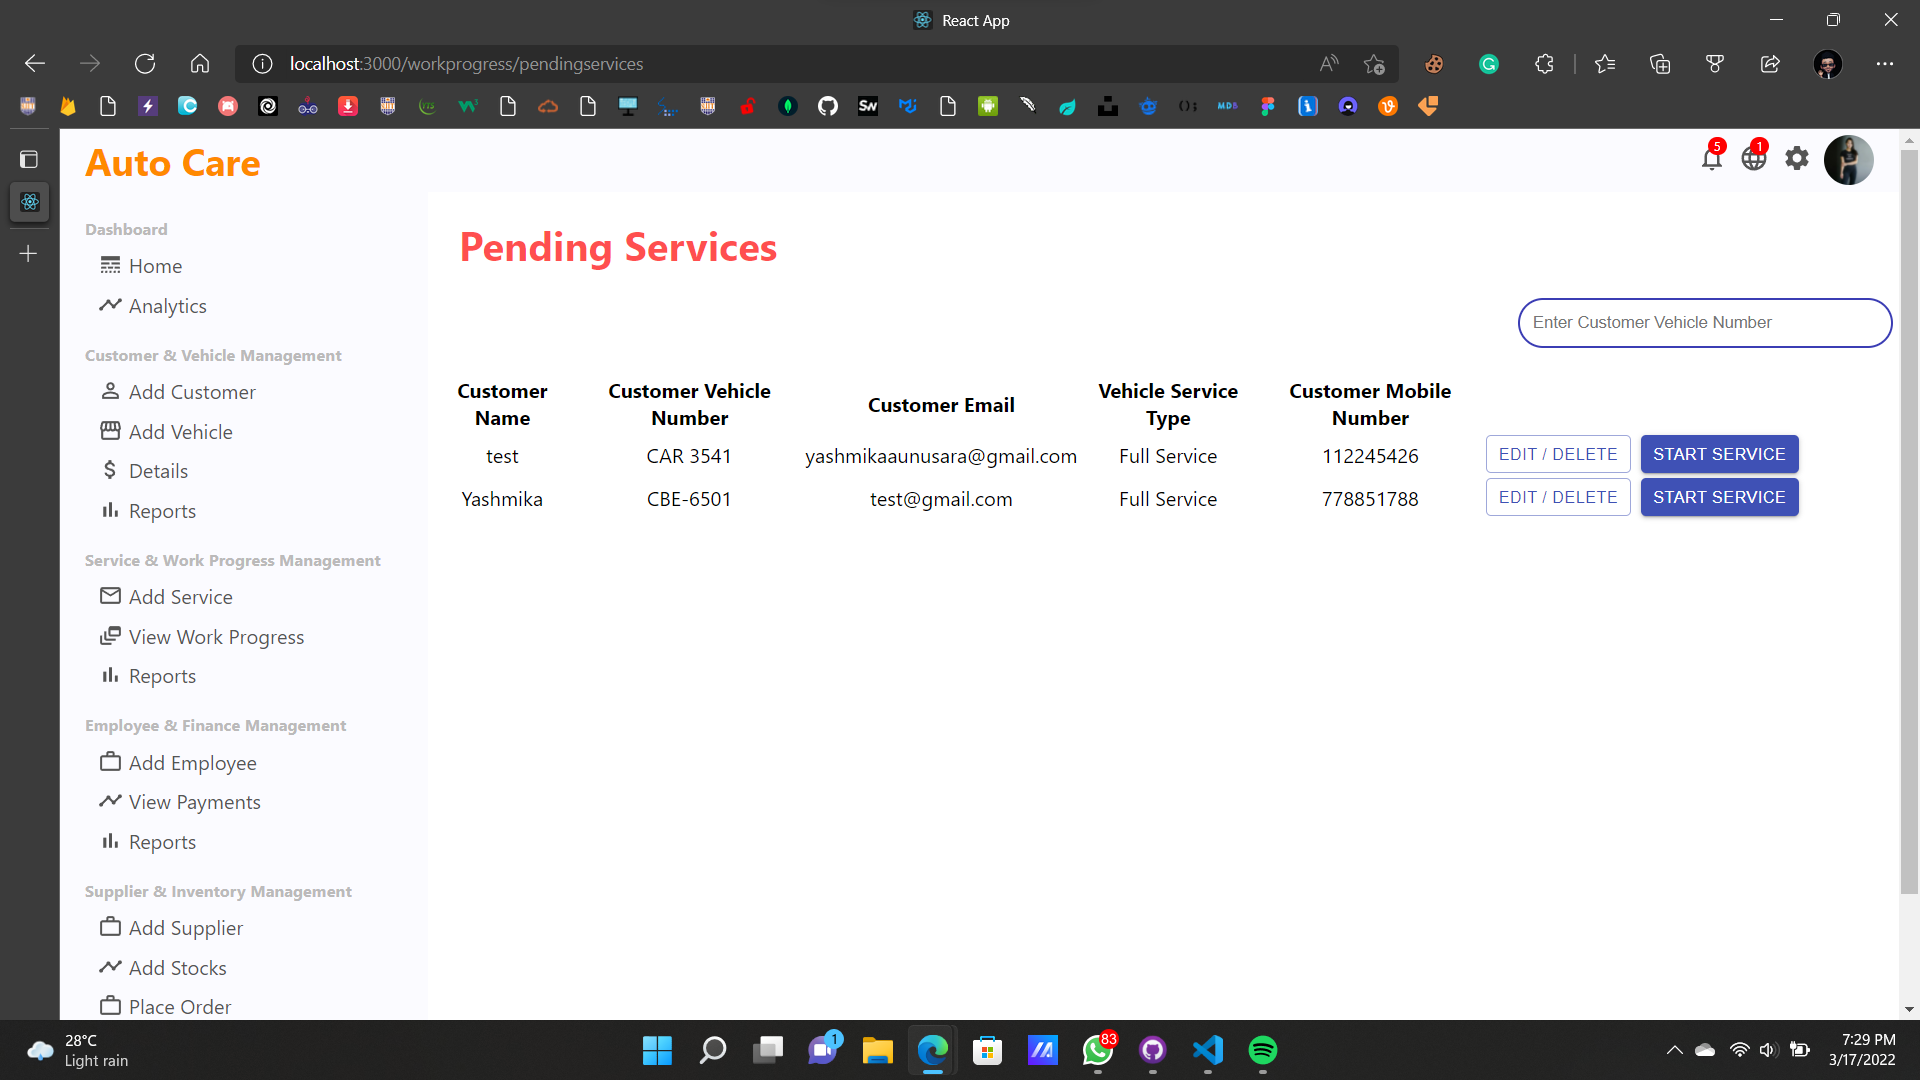 React App
localhost:3000/workprogress/pendingservices
Auto Care
5
1
Dashboard
Home
Analytics
Customer & Vehicle Management
Add Customer
Add Vehicle
Details
Reports
Service & Work Progress Management
Add Service
View Work Progress
Reports
Employee & Finance Management
Add Employee
View Payments
Reports
Supplier & Inventory Management
Add Supplier
Add Stocks
Place Order
Pending Services
Enter Customer Vehicle Number
Customer Name Customer Vehicle Number Customer Email Vehicle Service Type Customer Mobile Number
test CAR 3541 yashmikaaunusara@gmail.com Full Service 112245426 EDIT / DELETE START SERVICE
Yashmika CBE-6501 test@gmail.com Full Service 778851788 EDIT / DELETE START SERVICE
28°C
Light rain
1
83
7:29 PM
3/17/2022